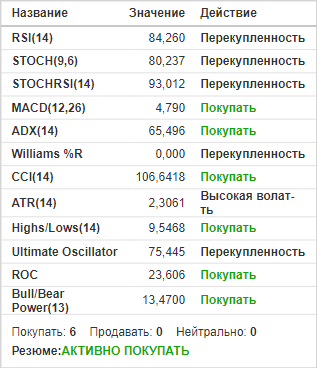 Название Значение Действие
RSI(14) 84,260 Перекупленность
STOCH(9,6) 80,237 Перекупленность
STOCHRSI(14) 93,012 Перекупленность
MACD(12,26) 4,790 Покупать
ADX(14) 65,496 Покупать
Williams %R 0,000 Перекупленность
CCI(14) 106,6418 Покупать
ATR(14) 2,3061 Высокая волат-
ть
Highs/Lows(14) 9,5468 Покупать
Ultimate Oscillator 75,445 Перекупленность
ROC 23,606 Покупать
Bull/Bear
Power(13) 13,4700 Покупать
Покупать: 6 Продавать: 0 Нейтрально: 0
Резюме:АКТИВНО ПОКУПАТЬ